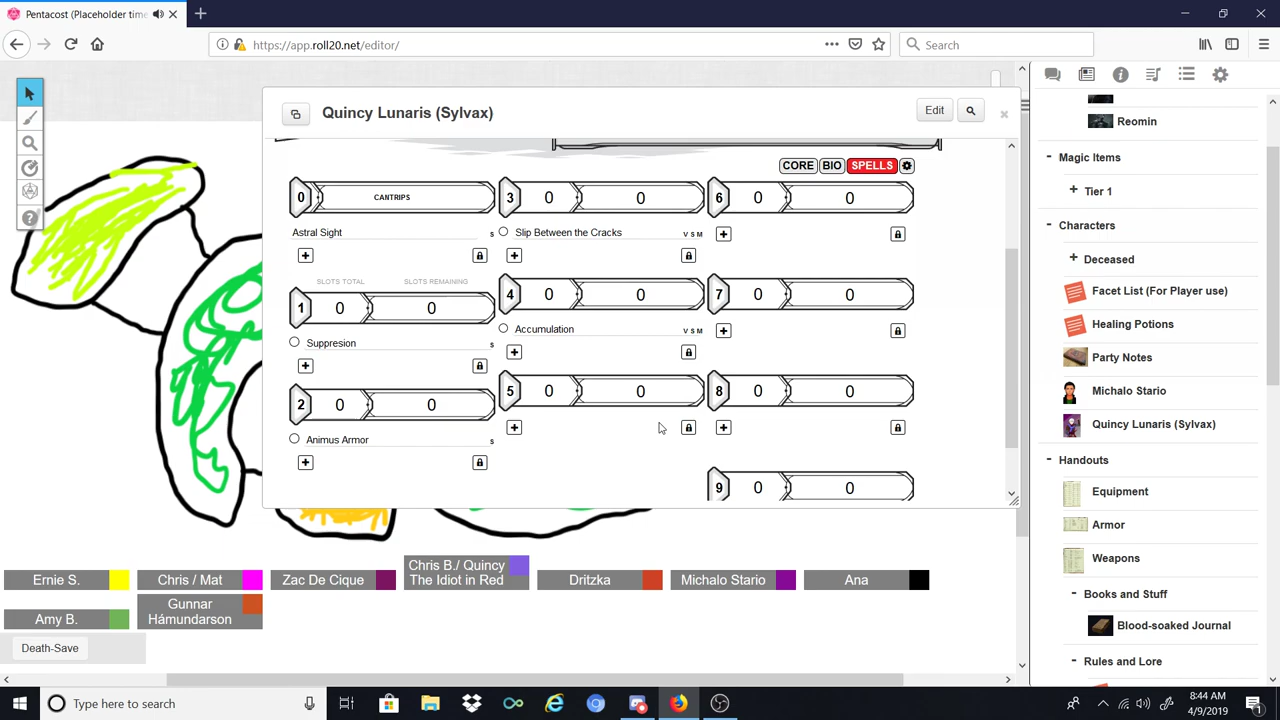 Pentacost (Placeholder time
https://app.roll20.net/editor/
Search
Quincy Lunaris (Sylvax)
Edit
CORE
BIO
SPELLS
0
CANTRIPS
Astral Sight
S
SLOTS TOTAL
SLOTS REMAINING
1
0
0
Suppresion
S
2
0
0
Animus Armor
S
3
0
0
Slip Between the Cracks
V S M
4
0
0
Accumulation
V S M
5
0
0
6
0
0
7
0
0
8
0
0
9
0
0
Reomin
Magic Items
Tier 1
Characters
Deceased
Facet List (For Player use)
Healing Potions
Party Notes
Michalo Stario
Quincy Lunaris (Sylvax)
Handouts
Equipment
Armor
Weapons
Books and Stuff
Blood-soaked Journal
Rules and Lore
Ernie S.
Chris / Mat
Zac De Cique
Chris B./ Quincy
The Idiot in Red
Dritzka
Michalo Stario
Ana
Amy B.
Gunnar
Hámundarson
Death-Save
Type here to search
8:44 AM
4/9/2019
1